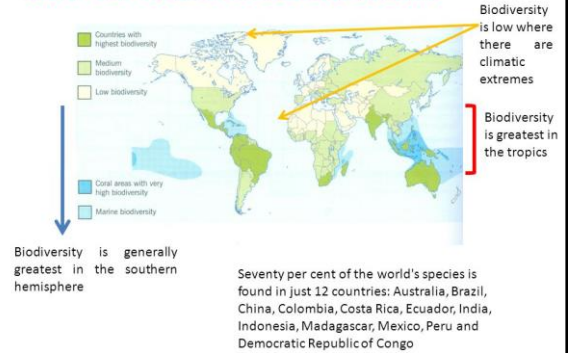 Biodiversity
is low where
there are
climatic
extremes
Countries with
highest biodiversity
Medium
biodiversity
Low biodiversity
Biodiversity
is greatest in
the tropics
Coral areas with very
high biodiversity
Marine biodiversity
Biodiversity is generally
greatest in the southern
hemisphere
Seventy per cent of the world's species is
found in just 12 countries: Australia, Brazil,
China, Colombia, Costa Rica, Ecuador, India,
Indonesia, Madagascar, Mexico, Peru and
Democratic Republic of Congo